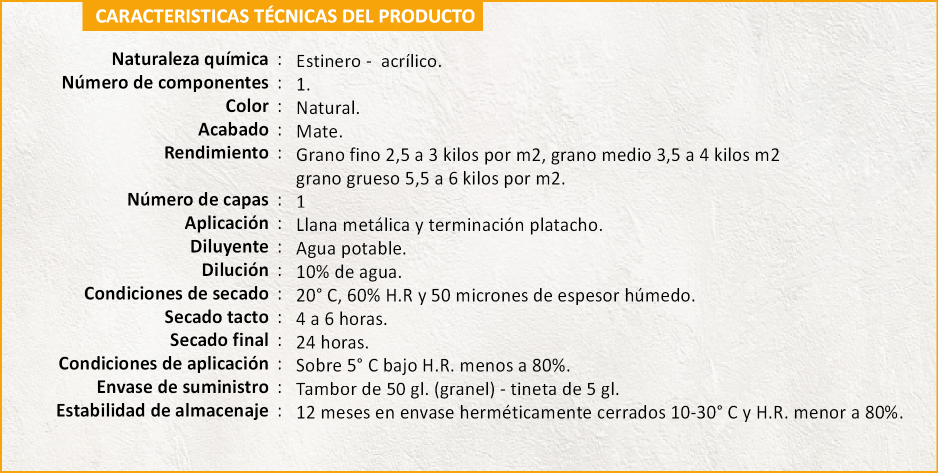 CARACTERISTICAS TÉCNICAS DEL PRODUCTO
Naturaleza química : Estinero - acrílico.
Número de componentes : 1.
Color : Natural.
Acabado : Mate.
Rendimiento : Grano fino 2,5 a 3 kilos por m2, grano medio 3,5 a 4 kilos m2
grano grueso 5,5 a 6 kilos por m2.
Número de capas : 1
Aplicación : Llana metálica y terminación platacho.
Diluyente : Agua potable.
Dilución : 10% de agua.
Condiciones de secado : 20° C, 60% H.R y 50 micrones de espesor húmedo.
Secado tacto : 4 a 6 horas.
Secado final : 24 horas.
Condiciones de aplicación : Sobre 5° C bajo H.R. menos a 80%.
Envase de suministro : Tambor de 50 gl. (granel) - tineta de 5 gl.
Estabilidad de almacenaje : 12 meses en envase herméticamente cerrados 10-30° C y H.R. menor a 80%.